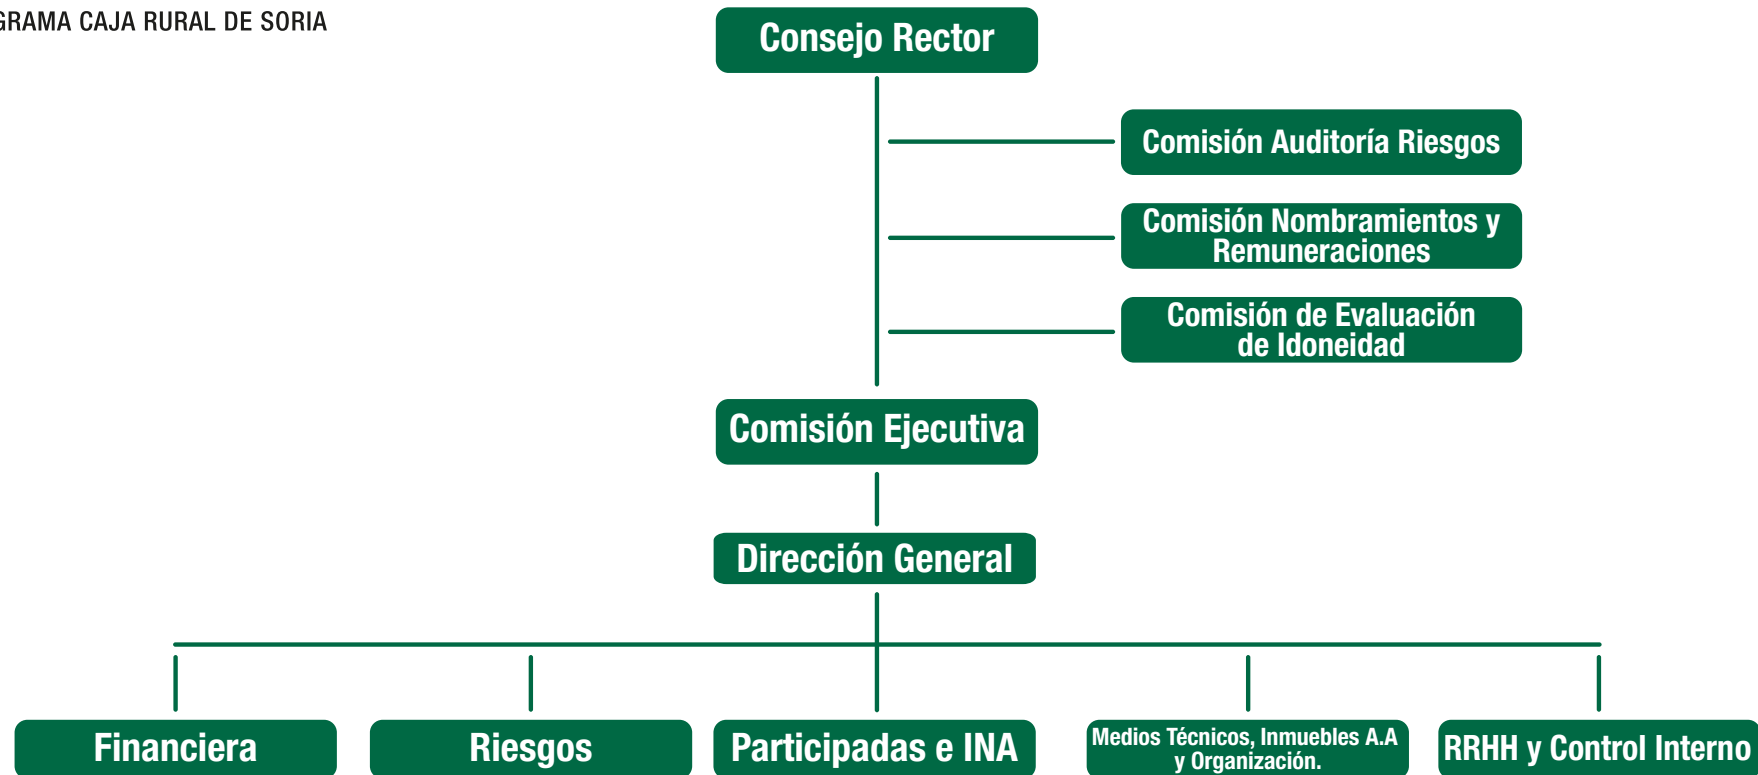 GRAMA CAJA RURAL DE SORIA
Consejo Rector
Comisión Auditoría Riesgos
Comisión Nombramientos y
Remuneraciones
Comisión de Evaluación
de Idoneidad
Comisión Ejecutiva
Dirección General
Financiera
Riesgos
Participadas e INA
Medios Técnicos, Inmuebles A.A
y Organización.
RRHH y Control Interno